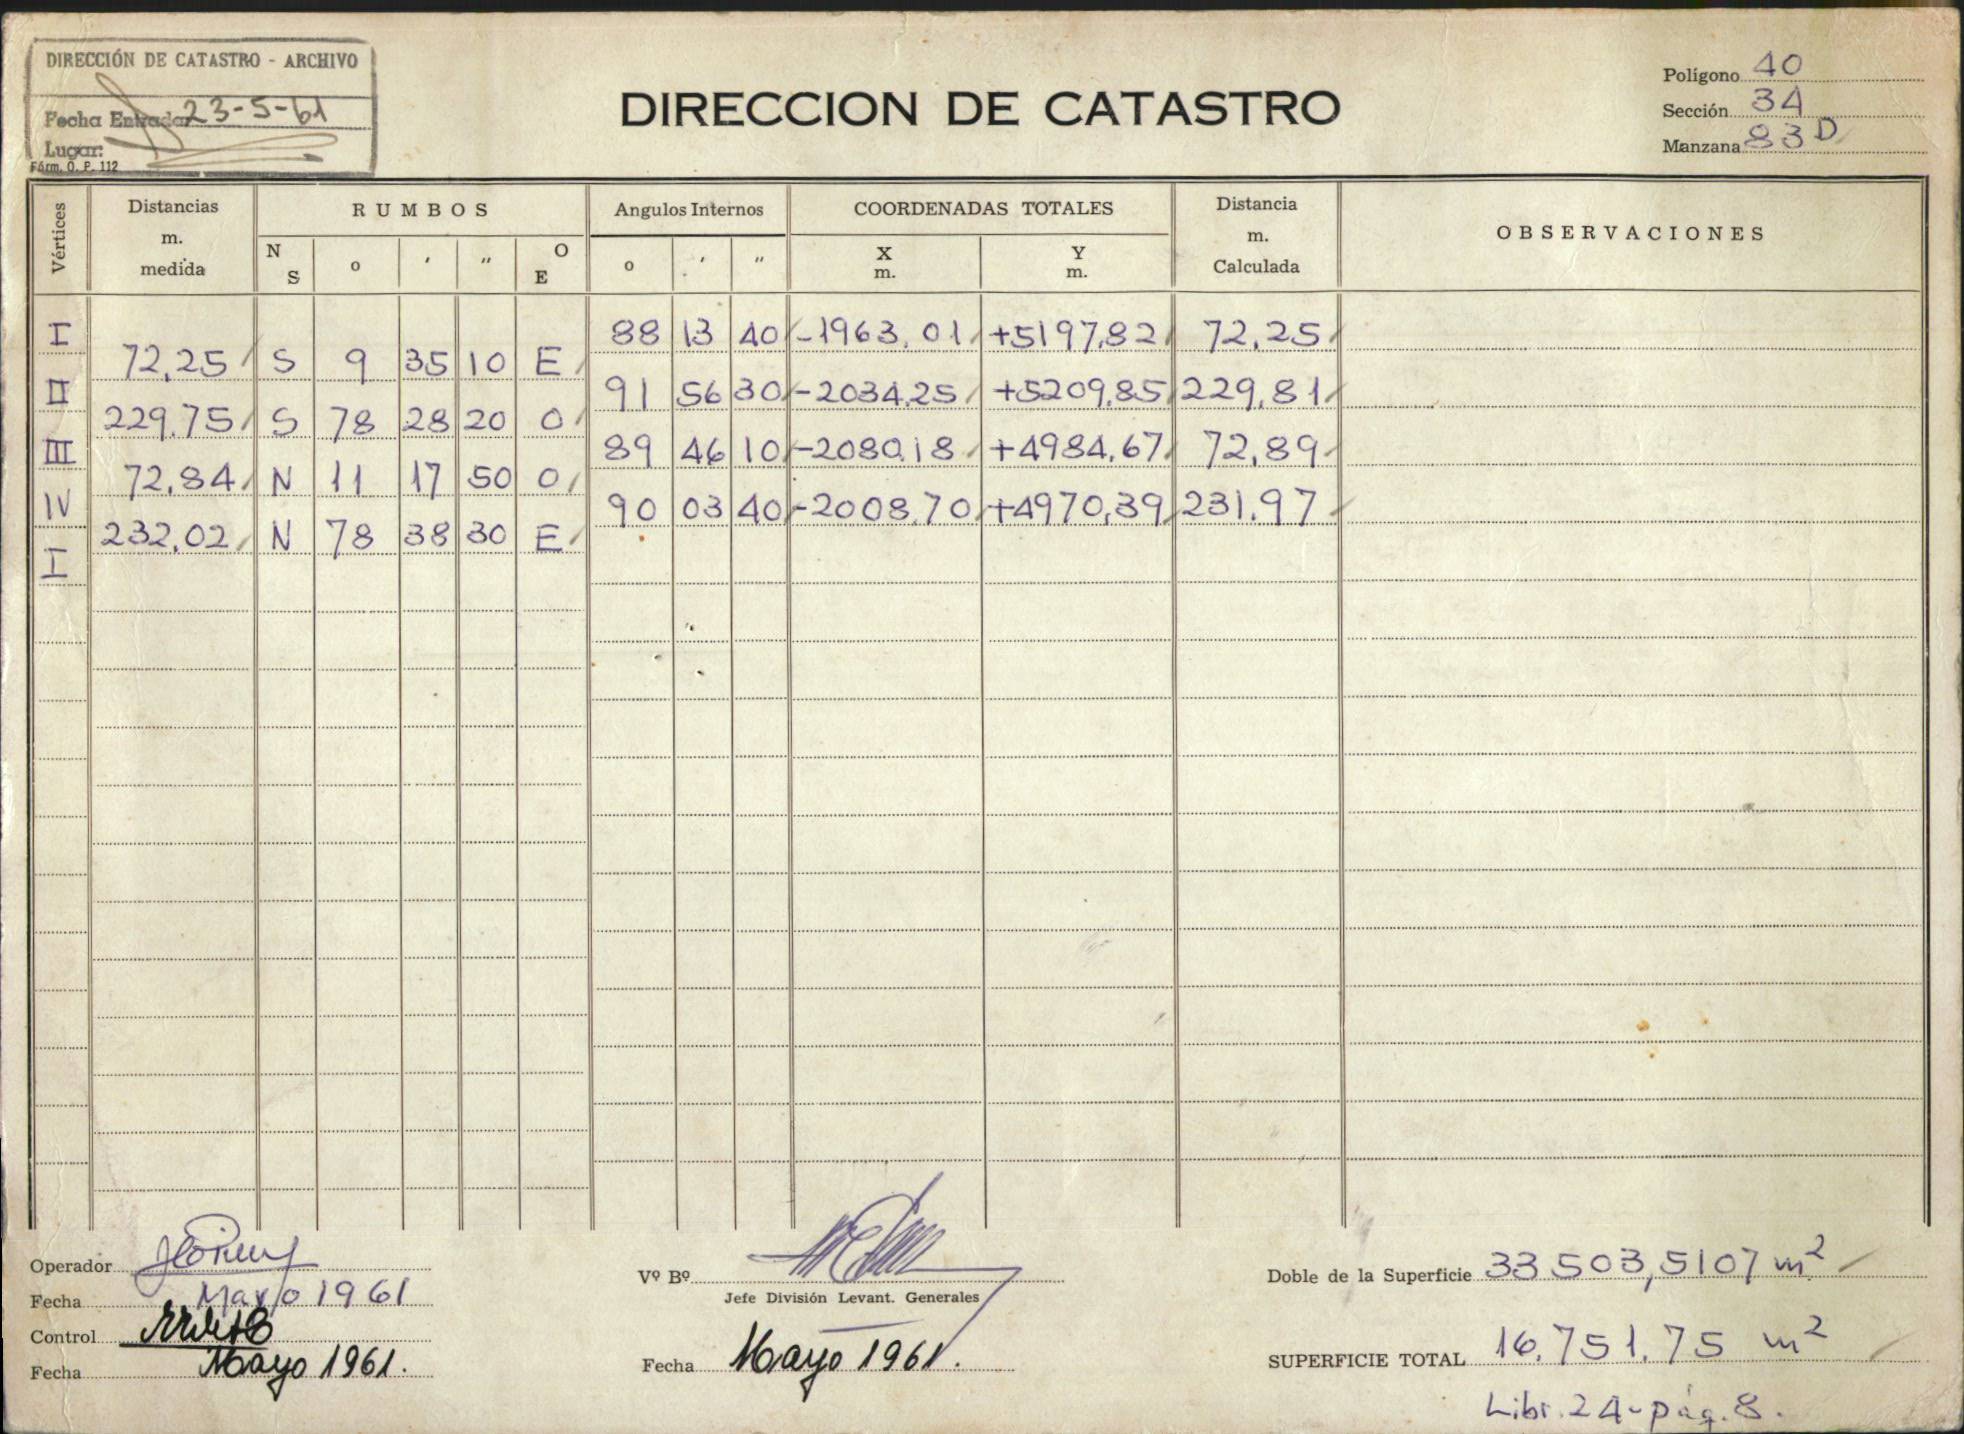 DIRECCIÓN DE CATASTRO - ARCHIVO
Fecha Entrada 23-5-61
Lugar:
Fórm. O. P. 112
DIRECCION DE CATASTRO
Polígono 40
Sección 34
Manzana 83 D
Vértices
Distancias m. medida
RUMBOS
N S o ' " O E
Angulos Internos
o ' "
COORDENADAS TOTALES
X m. Y m.
Distancia m. Calculada
OBSERVACIONES
I 88 13 40 -1963,01 +5197,82 72,25
72,25 S 9 35 10 E
II 91 56 30 -2034,25 +5209,85 229,81
229,75 S 78 28 20 O
III 89 46 10 -2080,18 +4984,67 72,89
72,84 N 11 17 50 O
IV 90 03 40 -2008,70 +4970,39 231,97
232,02 N 78 38 30 E
I
Operador
Fecha Mayo 1961
Control
Fecha Mayo 1961.
Vº Bº
Jefe División Levant. Generales
Fecha Mayo 1961.
Doble de la Superficie 33 503,5107 m²
SUPERFICIE TOTAL 16.751,75 m²
Libr. 24 - pág. 8.